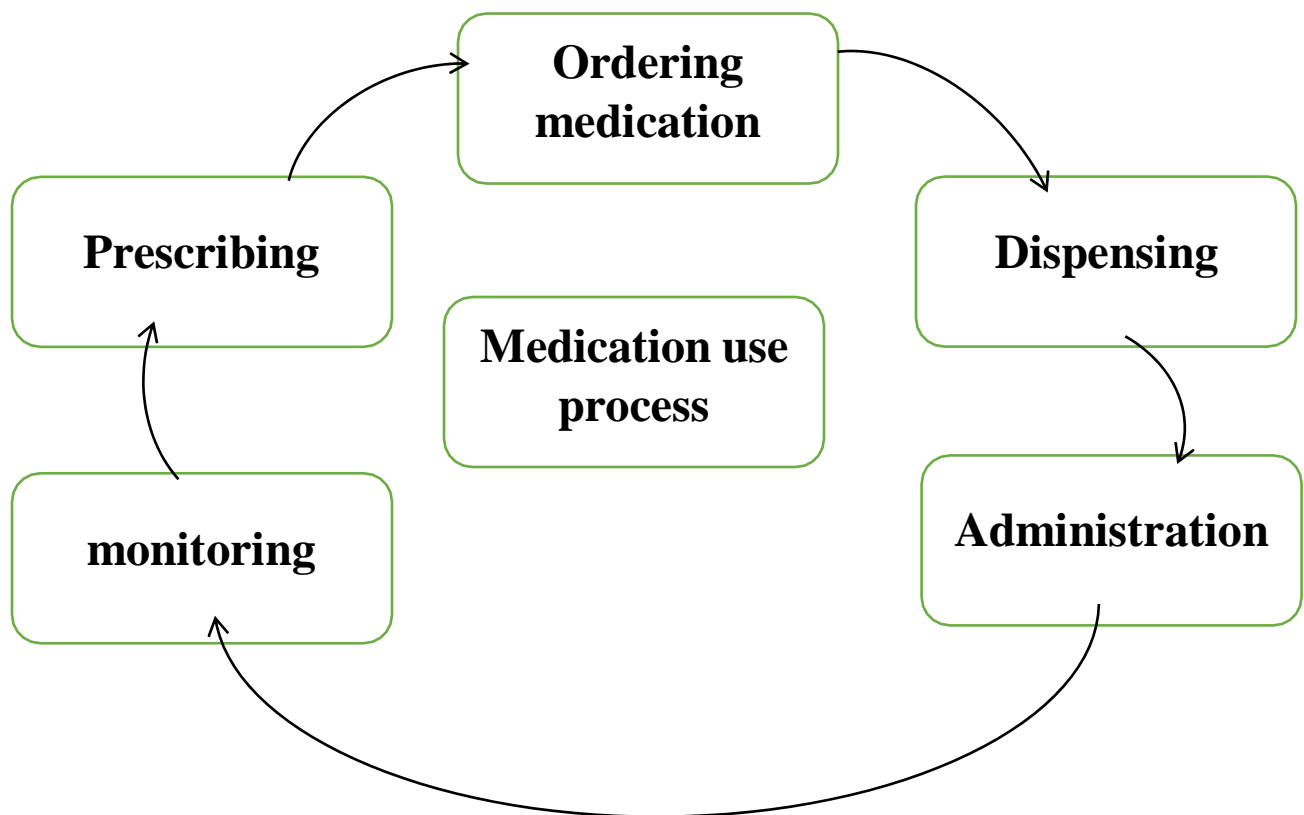 Ordering
medication
Prescribing
Dispensing
Medication use
process
monitoring
Administration